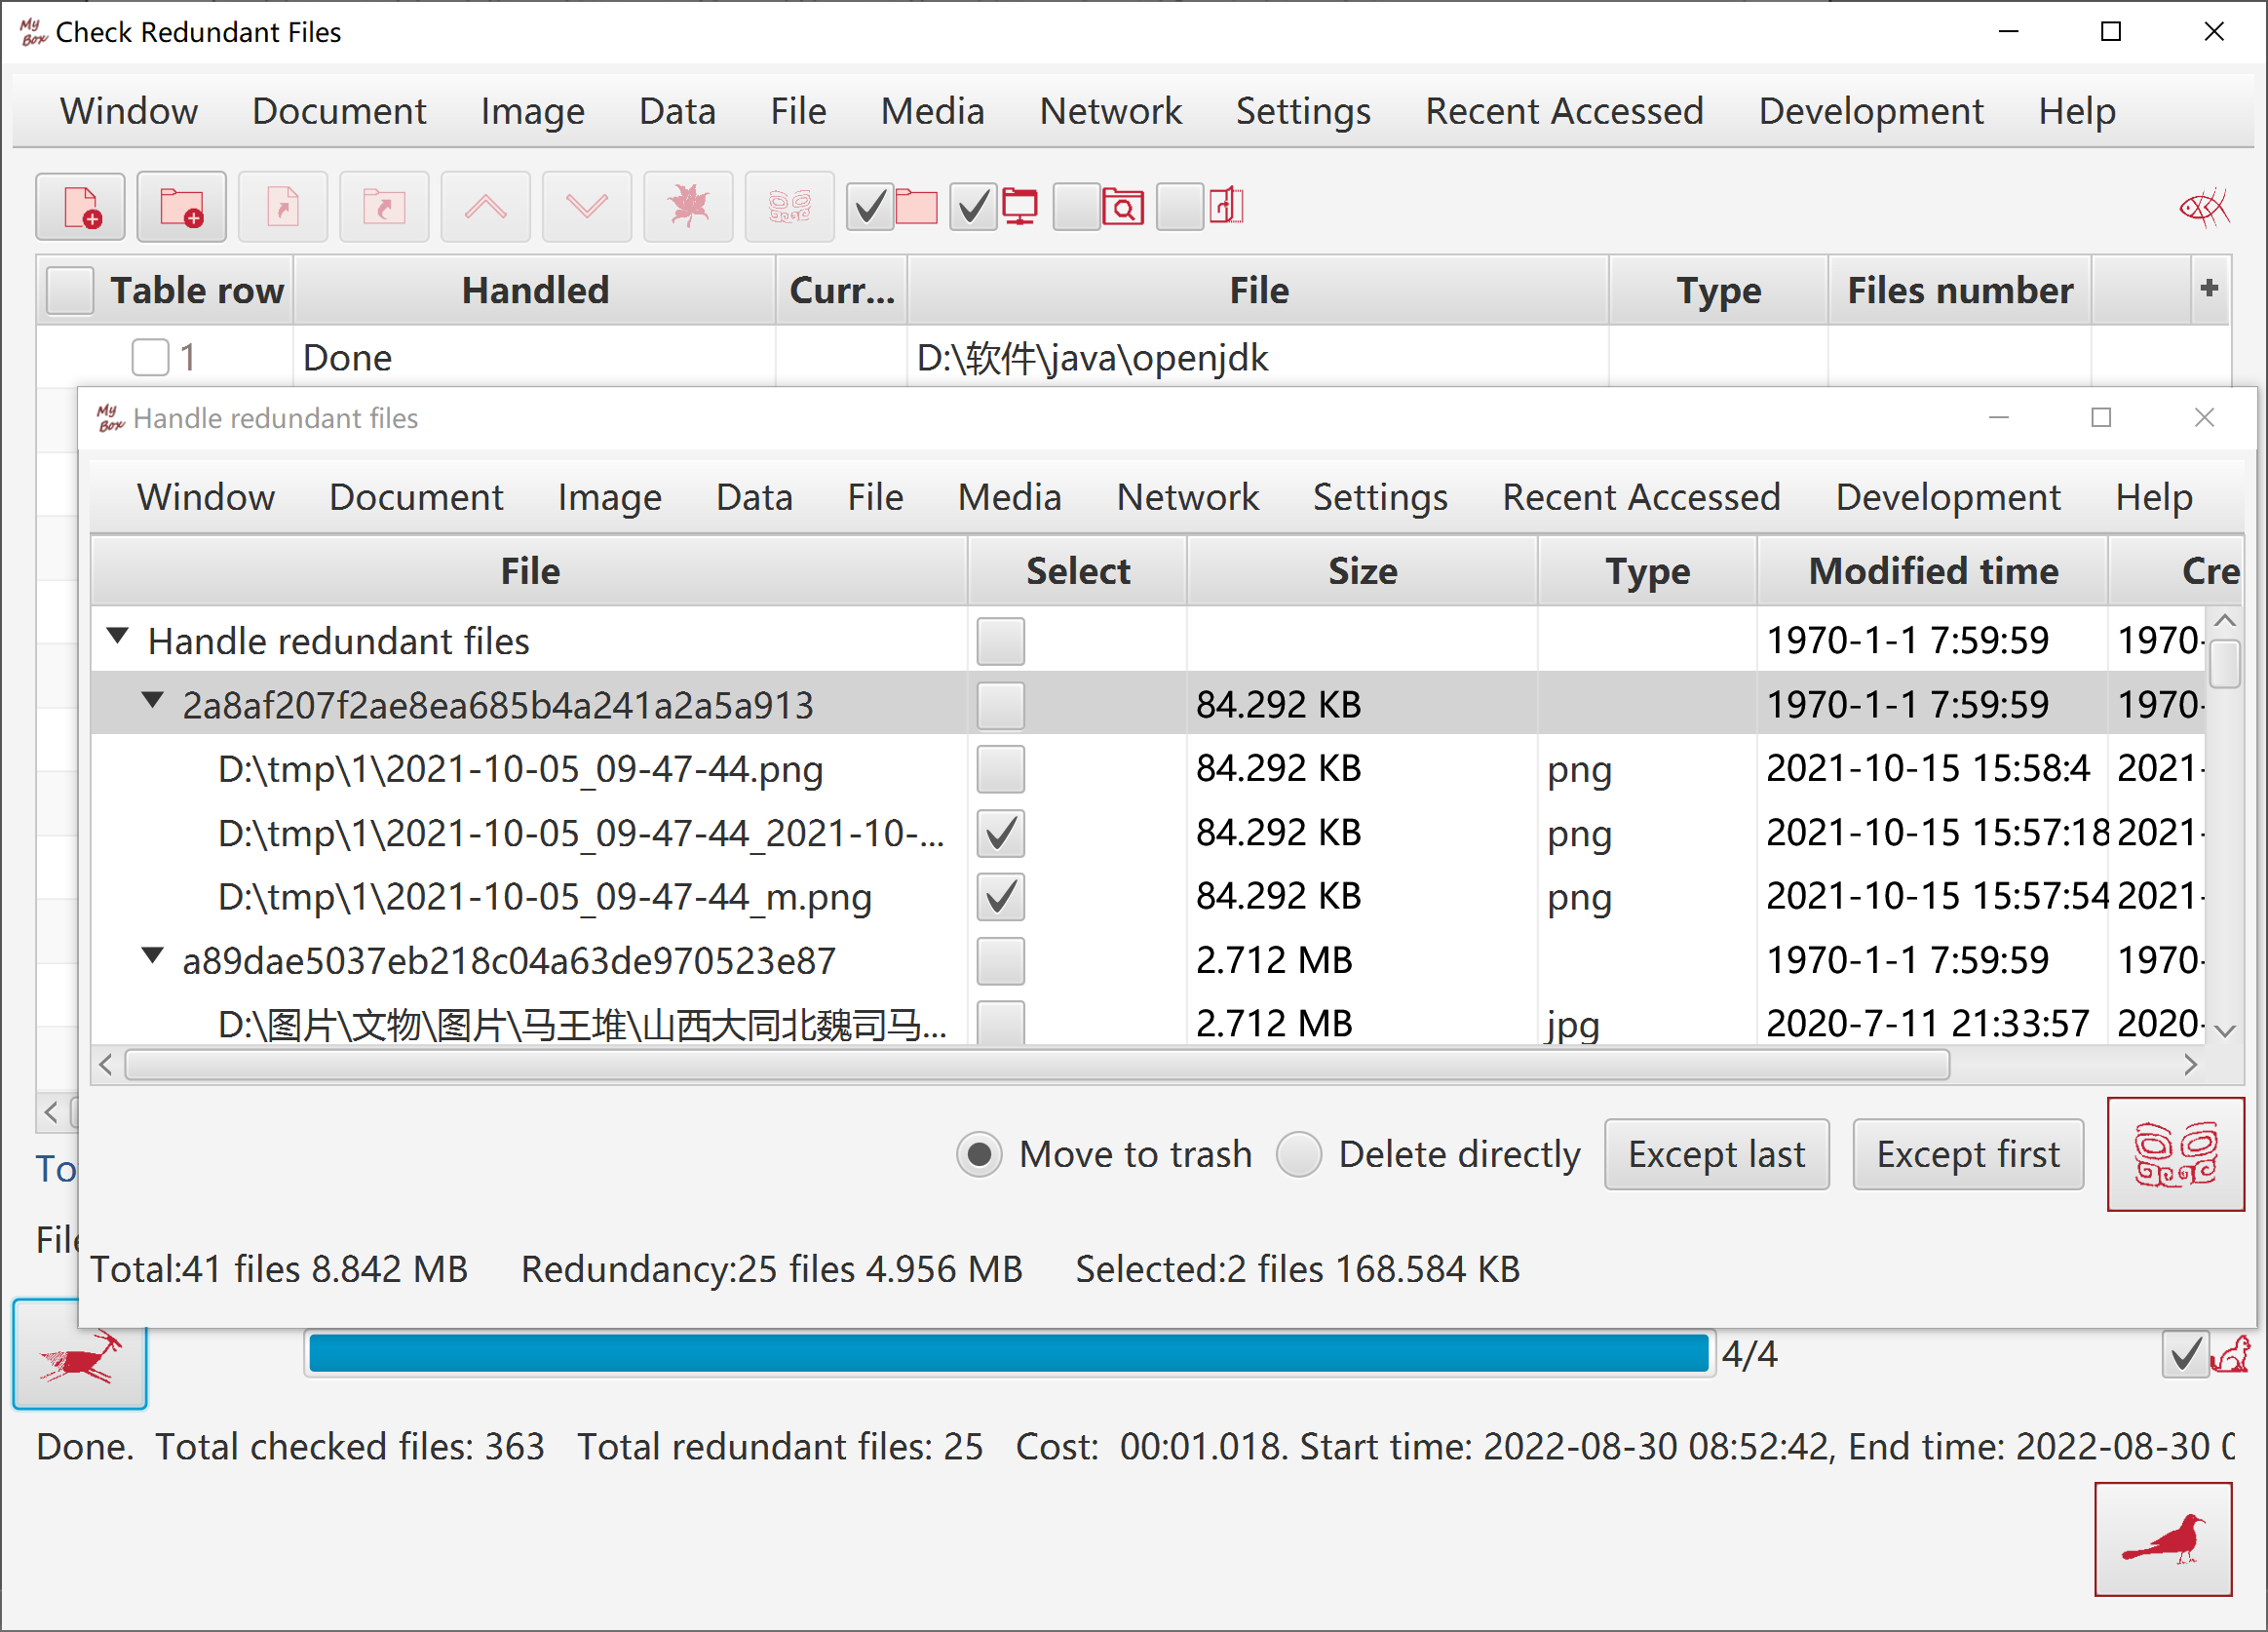 My Box Check Redundant Files
Window Document Image Data File Media Network Settings Recent Accessed Development Help
Table row Handled Curr... File Type Files number +
1 Done D:\软件\java\openjdk
My Box Handle redundant files
Window Document Image Data File Media Network Settings Recent Accessed Development Help
File Select Size Type Modified time Cre
Handle redundant files 1970-1-1 7:59:59 1970-
2a8af207f2ae8ea685b4a241a2a5a913 84.292 KB 1970-1-1 7:59:59 1970-
D:\tmp\1\2021-10-05_09-47-44.png 84.292 KB png 2021-10-15 15:58:4 2021-
D:\tmp\1\2021-10-05_09-47-44_2021-10-... 84.292 KB png 2021-10-15 15:57:18 2021-
D:\tmp\1\2021-10-05_09-47-44_m.png 84.292 KB png 2021-10-15 15:57:54 2021-
a89dae5037eb218c04a63de970523e87 2.712 MB 1970-1-1 7:59:59 1970-
D:\图片\文物\图片\马王堆\山西大同北魏司马... 2.712 MB jpg 2020-7-11 21:33:57 2020-
Move to trash Delete directly Except last Except first
To
File
Total:41 files 8.842 MB Redundancy:25 files 4.956 MB Selected:2 files 168.584 KB
4/4
Done. Total checked files: 363 Total redundant files: 25 Cost: 00:01.018. Start time: 2022-08-30 08:52:42, End time: 2022-08-30 0